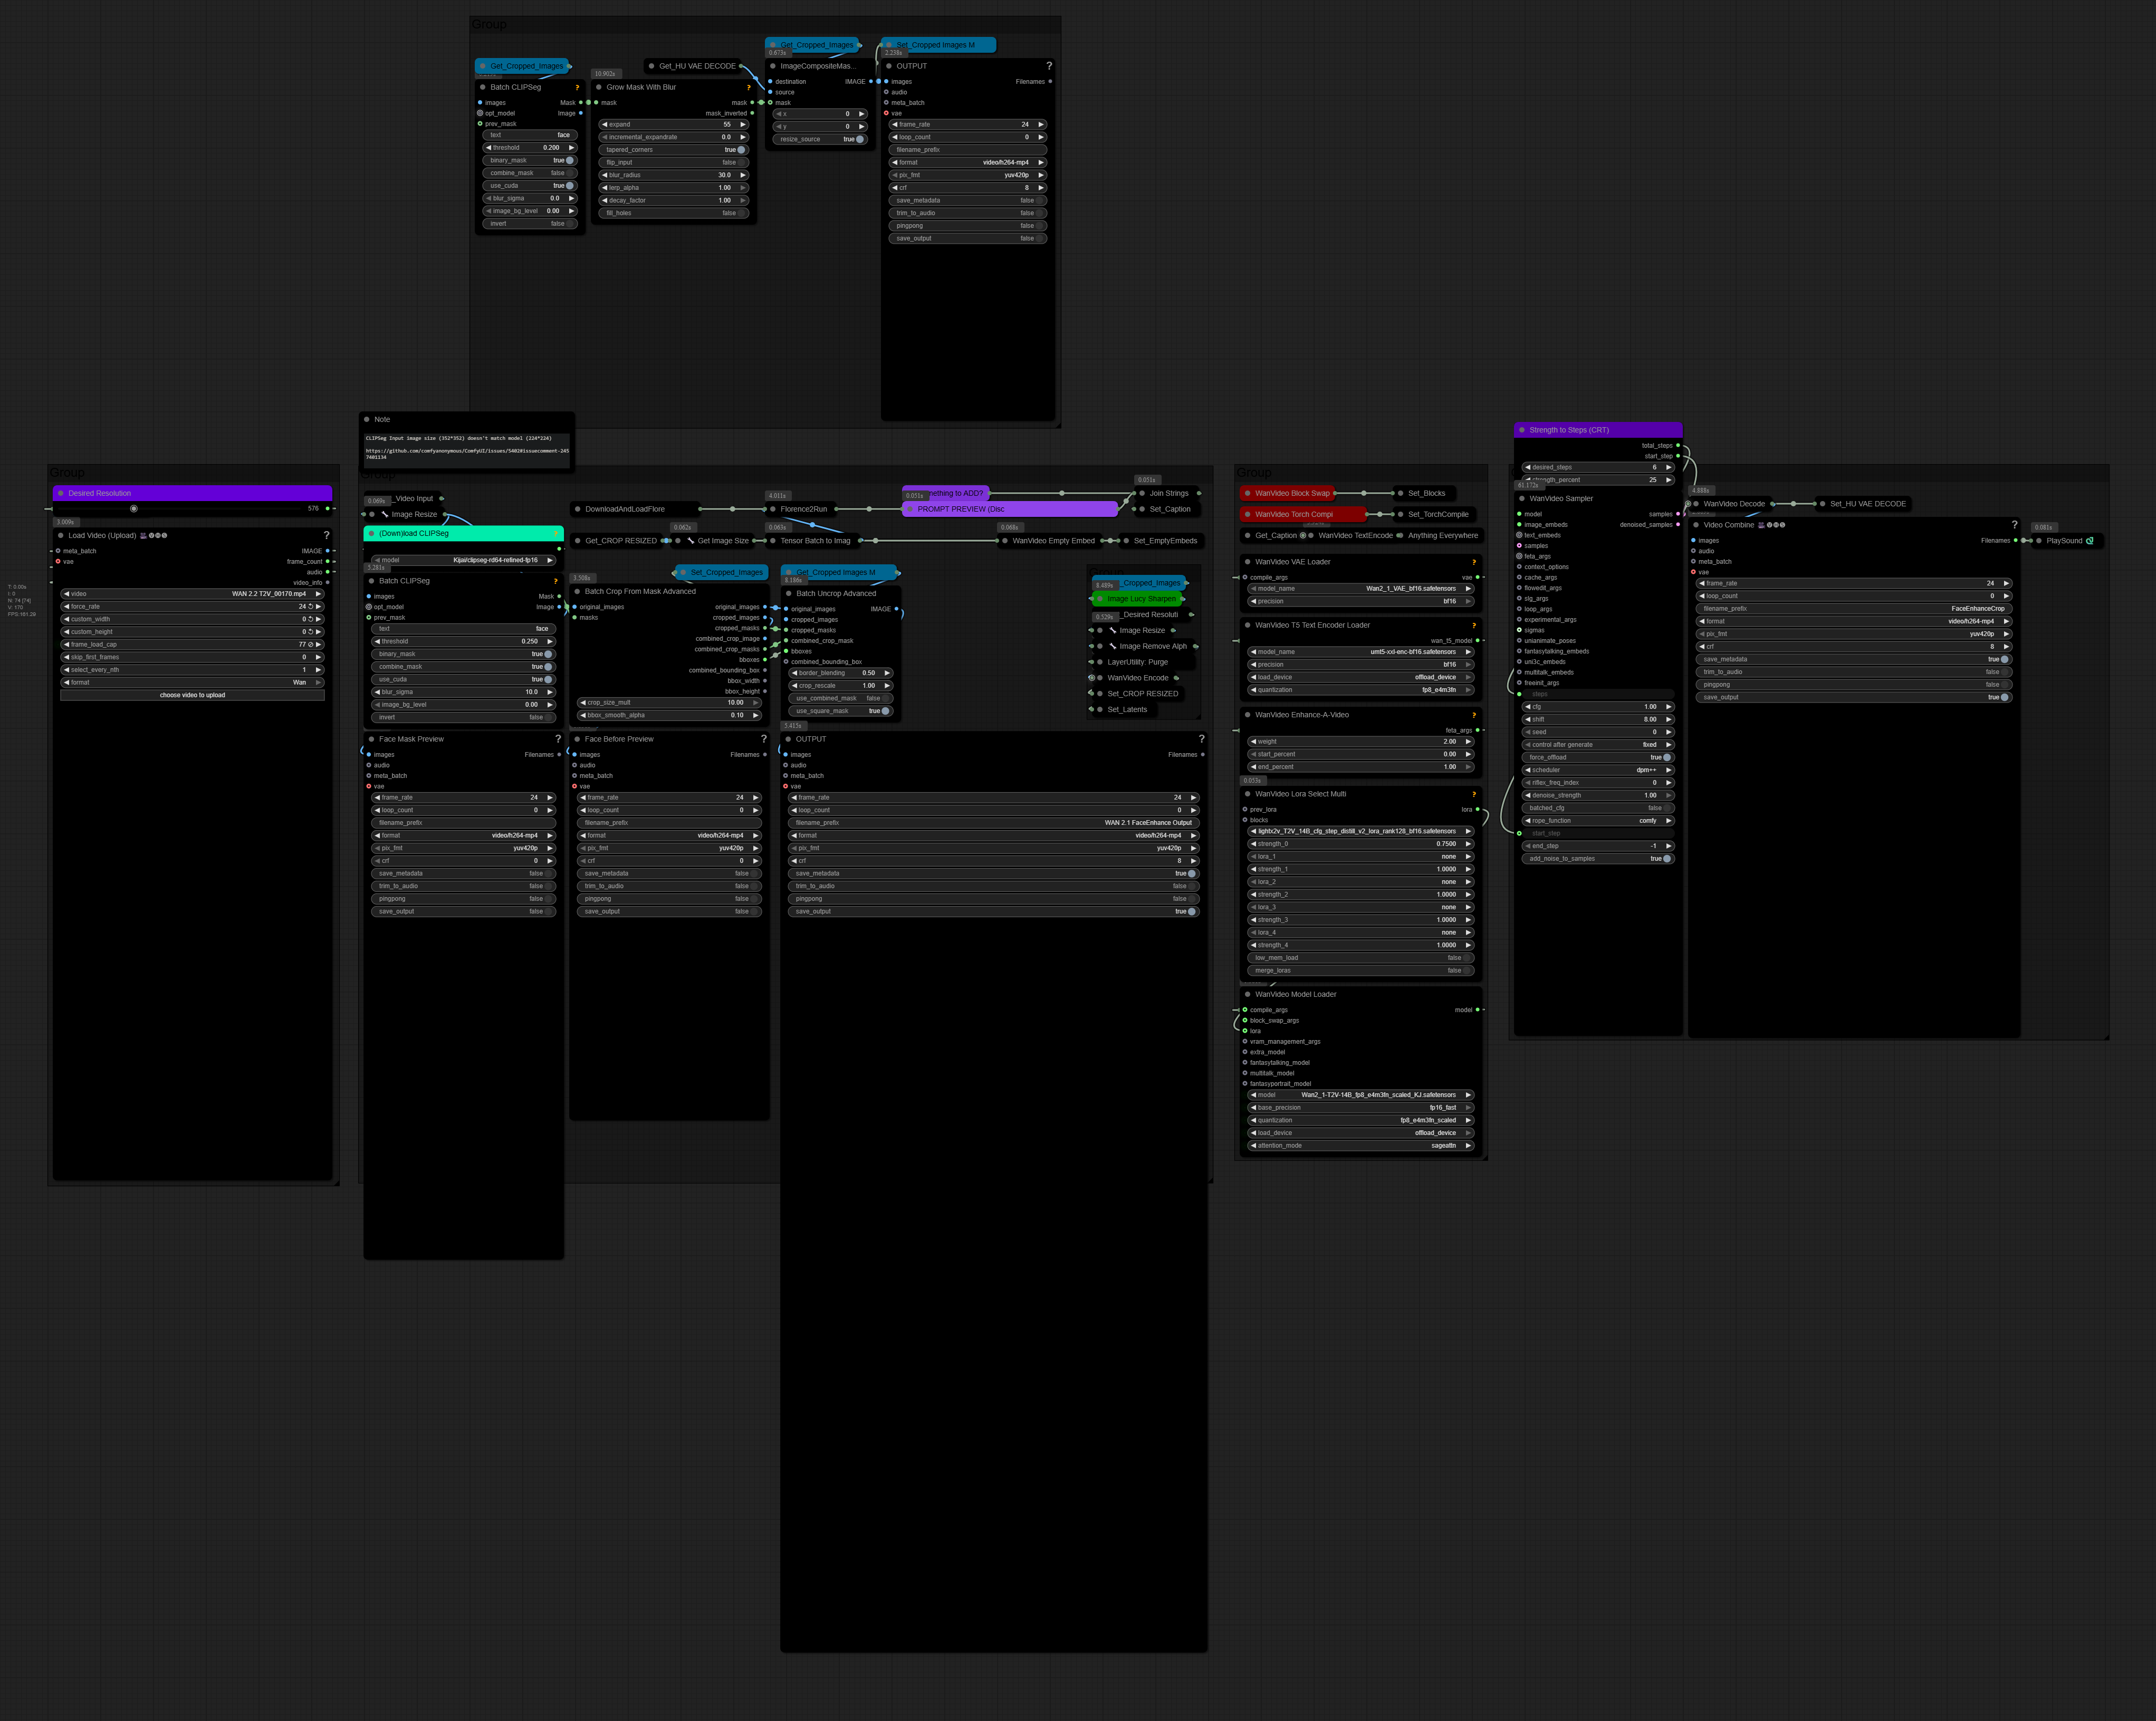 Group
Get_Cropped_Images
Set_Cropped Images M
0.673s
2.238s
Get_Cropped_Images
Get_HU VAE DECODE
ImageCompositeMas...
OUTPUT
?
10.902s
Batch CLIPSeg
?
Grow Mask With Blur
?
destination
IMAGE
source
mask
x
0
y
0
resize_source
true
images
Filenames
audio
meta_batch
vae
frame_rate
24
loop_count
0
filename_prefix
format
video/h264-mp4
pix_fmt
yuv420p
crf
8
save_metadata
false
trim_to_audio
false
pingpong
false
save_output
false
images
Mask
opt_model
Image
prev_mask
text
face
threshold
0.200
binary_mask
true
combine_mask
false
use_cuda
true
blur_sigma
0.0
image_bg_level
0.00
invert
false
mask
mask
mask_inverted
expand
55
incremental_expandrate
0.0
tapered_corners
true
flip_input
false
blur_radius
30.0
lerp_alpha
1.00
decay_factor
1.00
fill_holes
false
Note
CLIPSeg Input image size (352*352) doesn't match model (224*224)
https://github.com/comfyanonymous/ComfyUI/issues/5402#issuecomment-245
7401134
Group
Desired Resolution
576
3.009s
Load Video (Upload)
?
meta_batch
IMAGE
vae
frame_count
audio
video_info
video
WAN 2.2 T2V_00170.mp4
force_rate
24
custom_width
0
custom_height
0
frame_load_cap
77
skip_first_frames
0
select_every_nth
1
format
Wan
choose video to upload
T: 0.00s
I: 0
N: 74 [74]
V: 170
Group
_Video Input
0.069s
Image Resize
(Down)load CLIPSeg
model
Kijai/clipseg-rd64-refined-fp16
5.281s
Batch CLIPSeg
?
images
Mask
opt_model
Image
prev_mask
text
face
threshold
0.250
binary_mask
true
combine_mask
true
use_cuda
true
blur_sigma
10.0
image_bg_level
0.00
invert
false
DownloadAndLoadFlore
4.011s
Florence2Run
0.051s
nething to ADD?
PROMPT PREVIEW (Disc
0.051s
Join Strings
Set_Caption
Get_CROP RESIZED
0.062s
Get Image Size
0.063s
Tensor Batch to Imag
0.068s
WanVideo Empty Embed
Set_EmptyEmbeds
Set_Cropped_Images
3.508s
Batch Crop From Mask Advanced
original_images
original_images
masks
cropped_images
cropped_masks
combined_crop_image
combined_crop_masks
bboxes
combined_bounding_box
bbox_width
bbox_height
crop_size_mult
10.00
bbox_smooth_alpha
0.10
Get_Cropped Images M
8.186s
Batch Uncrop Advanced
original_images
IMAGE
cropped_images
cropped_masks
combined_crop_mask
bboxes
combined_bounding_box
border_blending
0.50
crop_rescale
1.00
use_combined_mask
false
use_square_mask
true
Group
_Cropped_Images
8.489s
Image Lucy Sharpen
_Desired Resoluti
0.329s
Image Resize
Image Remove Alph
LayerUtility: Purge
WanVideo Encode
Set_CROP RESIZED
Set_Latents
Face Mask Preview
?
images
Filenames
audio
meta_batch
vae
frame_rate
24
loop_count
0
filename_prefix
format
video/h264-mp4
pix_fmt
yuv420p
crf
0
save_metadata
false
trim_to_audio
false
pingpong
false
save_output
false
Face Before Preview
?
images
Filenames
audio
meta_batch
vae
frame_rate
24
loop_count
0
filename_prefix
format
video/h264-mp4
pix_fmt
yuv420p
crf
0
save_metadata
false
trim_to_audio
false
pingpong
false
save_output
false
5.415s
OUTPUT
?
images
Filenames
audio
meta_batch
vae
frame_rate
24
loop_count
0
filename_prefix
WAN 2.1 FaceEnhance Output
format
video/h264-mp4
pix_fmt
yuv420p
crf
8
save_metadata
true
trim_to_audio
false
pingpong
false
save_output
true
Group
WanVideo Block Swap
Set_Blocks
WanVideo Torch Compi
Set_TorchCompile
Get_Caption
WanVideo TextEncode
Anything Everywhere
WanVideo VAE Loader
?
compile_args
vae
model_name
Wan2_1_VAE_bf16.safetensors
precision
bf16
WanVideo T5 Text Encoder Loader
?
wan_t5_model
model_name
umt5-xxl-enc-bf16.safetensors
precision
bf16
load_device
offload_device
quantization
fp8_e4m3fn
WanVideo Enhance-A-Video
?
feta_args
weight
2.00
start_percent
0.00
end_percent
1.00
0.055s
WanVideo Lora Select Multi
?
prev_lora
lora
blocks
lightx2v_T2V_14B_cfg_step_distill_v2_lora_rank128_bf16.safetensors
strength_0
0.7500
lora_1
none
strength_1
1.0000
lora_2
none
strength_2
1.0000
lora_3
none
strength_3
1.0000
lora_4
none
strength_4
1.0000
low_mem_load
false
merge_loras
false
WanVideo Model Loader
compile_args
model
block_swap_args
lora
vram_management_args
extra_model
fantasytalking_model
multitalk_model
fantasyportrait_model
model
Wan2_1-T2V-14B_fp8_e4m3fn_scaled_KJ.safetensors
base_precision
fp16_fast
quantization
fp8_e4m3fn_scaled
load_device
offload_device
attention_mode
sageattn
Strength to Steps (CRT)
total_steps
start_step
desired_steps
6
strength_percent
25
61.172s
WanVideo Sampler
model
samples
image_embeds
denoised_samples
text_embeds
samples
feta_args
context_options
cache_args
flowedit_args
slg_args
loop_args
experimental_args
sigmas
unianimate_poses
fantasytalking_embeds
uni3c_embeds
multitalk_embeds
freeinit_args
steps
cfg
1.00
shift
8.00
seed
0
control after generate
fixed
force_offload
true
scheduler
dpm++
riflex_freq_index
0
denoise_strength
1.00
batched_cfg
false
rope_function
comfy
start_step
end_step
-1
add_noise_to_samples
true
4.888s
WanVideo Decode
Set_HU VAE DECODE
Video Combine
?
images
Filenames
audio
meta_batch
vae
frame_rate
24
loop_count
0
filename_prefix
FaceEnhanceCrop
format
video/h264-mp4
pix_fmt
yuv420p
crf
8
save_metadata
true
trim_to_audio
false
pingpong
false
save_output
true
0.081s
PlaySound